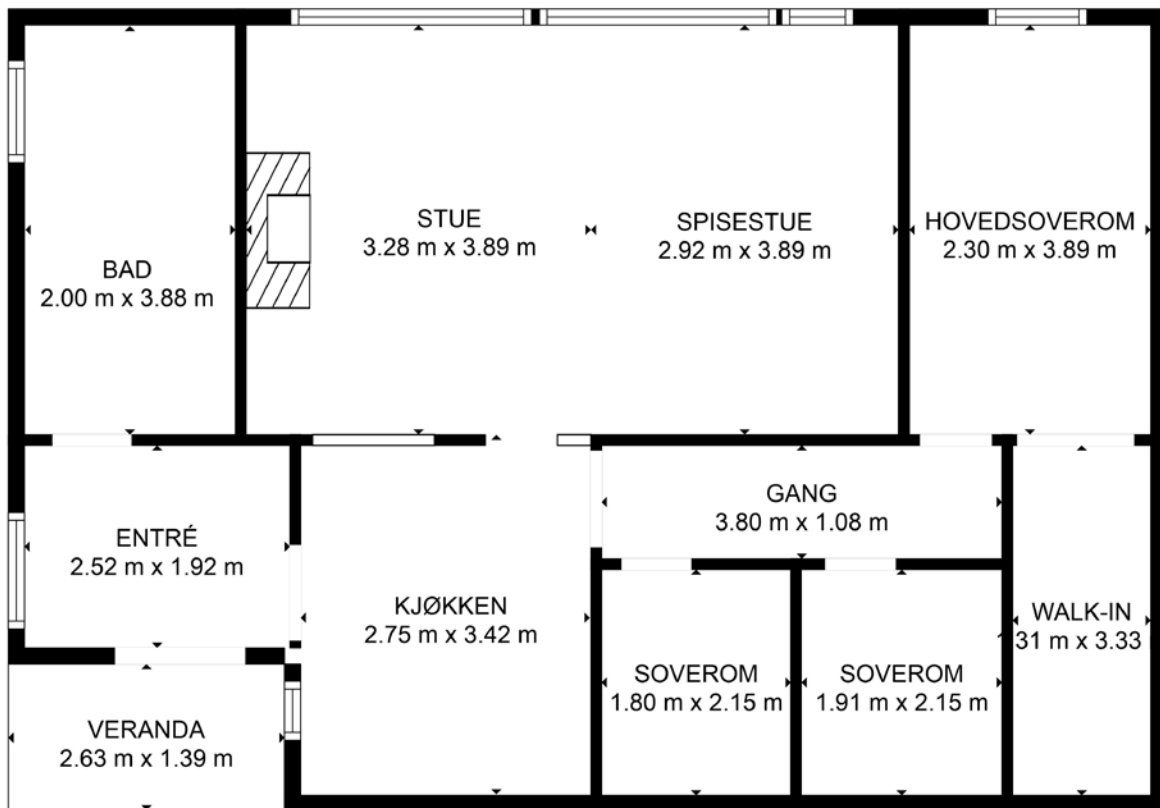 STUE
3.28 m x 3.89 m
SPISESTUE
2.92 m x 3.89 m
HOVEDSOVEROM
2.30 m x 3.89 m
BAD
2.00 m x 3.88 m
GANG
3.80 m x 1.08 m
ENTRÉ
2.52 m x 1.92 m
KJØKKEN
2.75 m x 3.42 m
WALK-IN
31 m x 3.33
SOVEROM
1.80 m x 2.15 m
SOVEROM
1.91 m x 2.15 m
VERANDA
2.63 m x 1.39 m